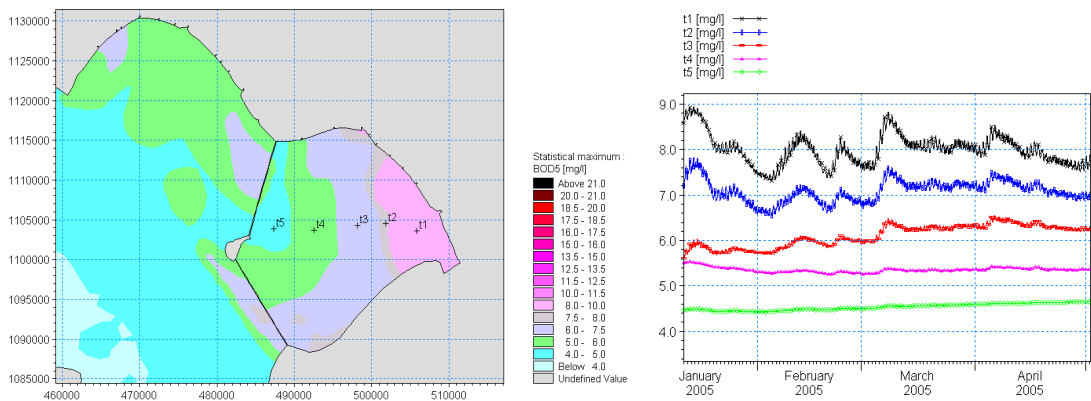 1130000
1125000
1120000
1115000
1110000
1105000
1100000
1095000
1090000
1085000
460000 470000 480000 490000 500000 510000
t5
t4
t3
t2
t1
Statistical maximum :
BOD5 [mg/l]
Above 21.0
20.0 - 21.0
18.5 - 20.0
17.5 - 18.5
16.0 - 17.5
15.0 - 16.0
13.5 - 15.0
12.5 - 13.5
11.5 - 12.5
10.0 - 11.5
8.0 - 10.0
7.5 - 8.0
6.0 - 7.5
5.0 - 6.0
4.0 - 5.0
Below 4.0
Undefined Value
t1 [mg/l]
t2 [mg/l]
t3 [mg/l]
t4 [mg/l]
t5 [mg/l]
9.0
8.0
7.0
6.0
5.0
4.0
January February March April
2005 2005 2005 2005